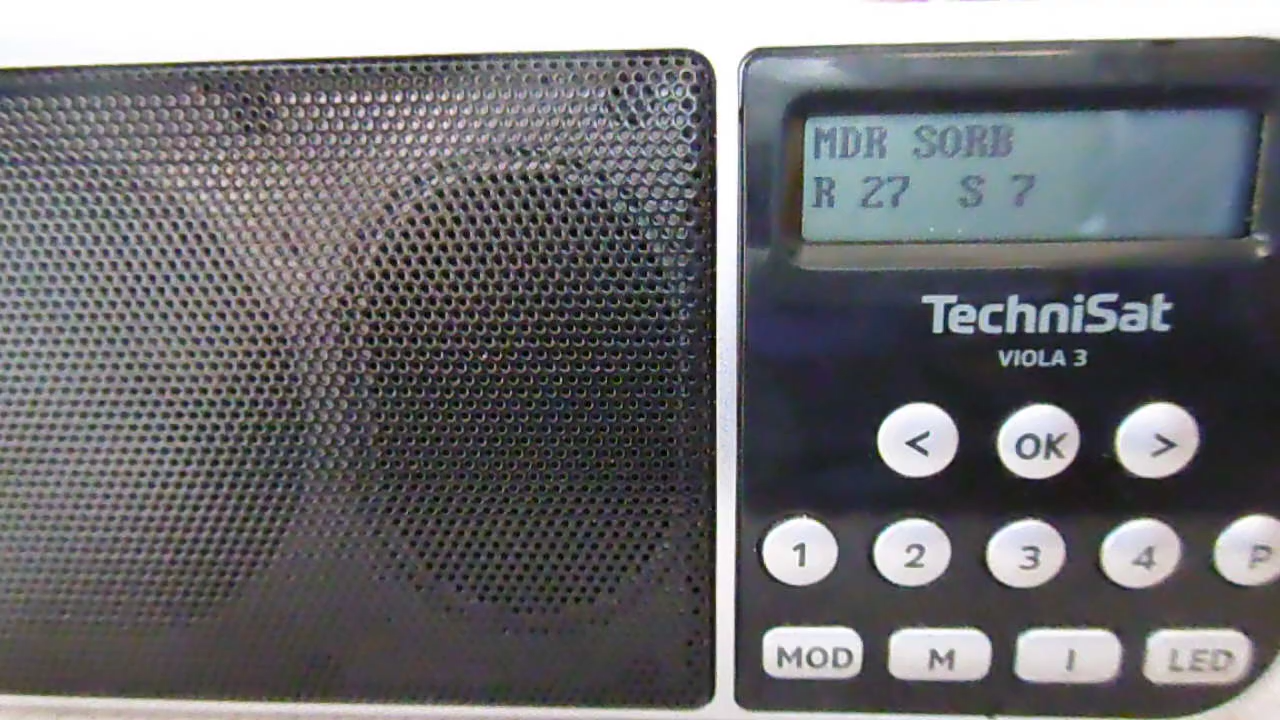 MDR SORB
R 27 S 7
TechniSat
VIOLA 3
< OK >
1 2 3 4 P
MOD M I LED